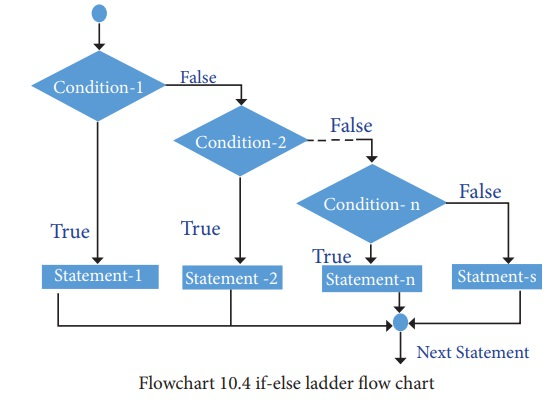 Condition-1
False
Condition-2
False
Condition- n
False
True
True
True
Statement-1
Statement -2
Statement-n
Statment-s
Next Statement
Flowchart 10.4 if-else ladder flow chart